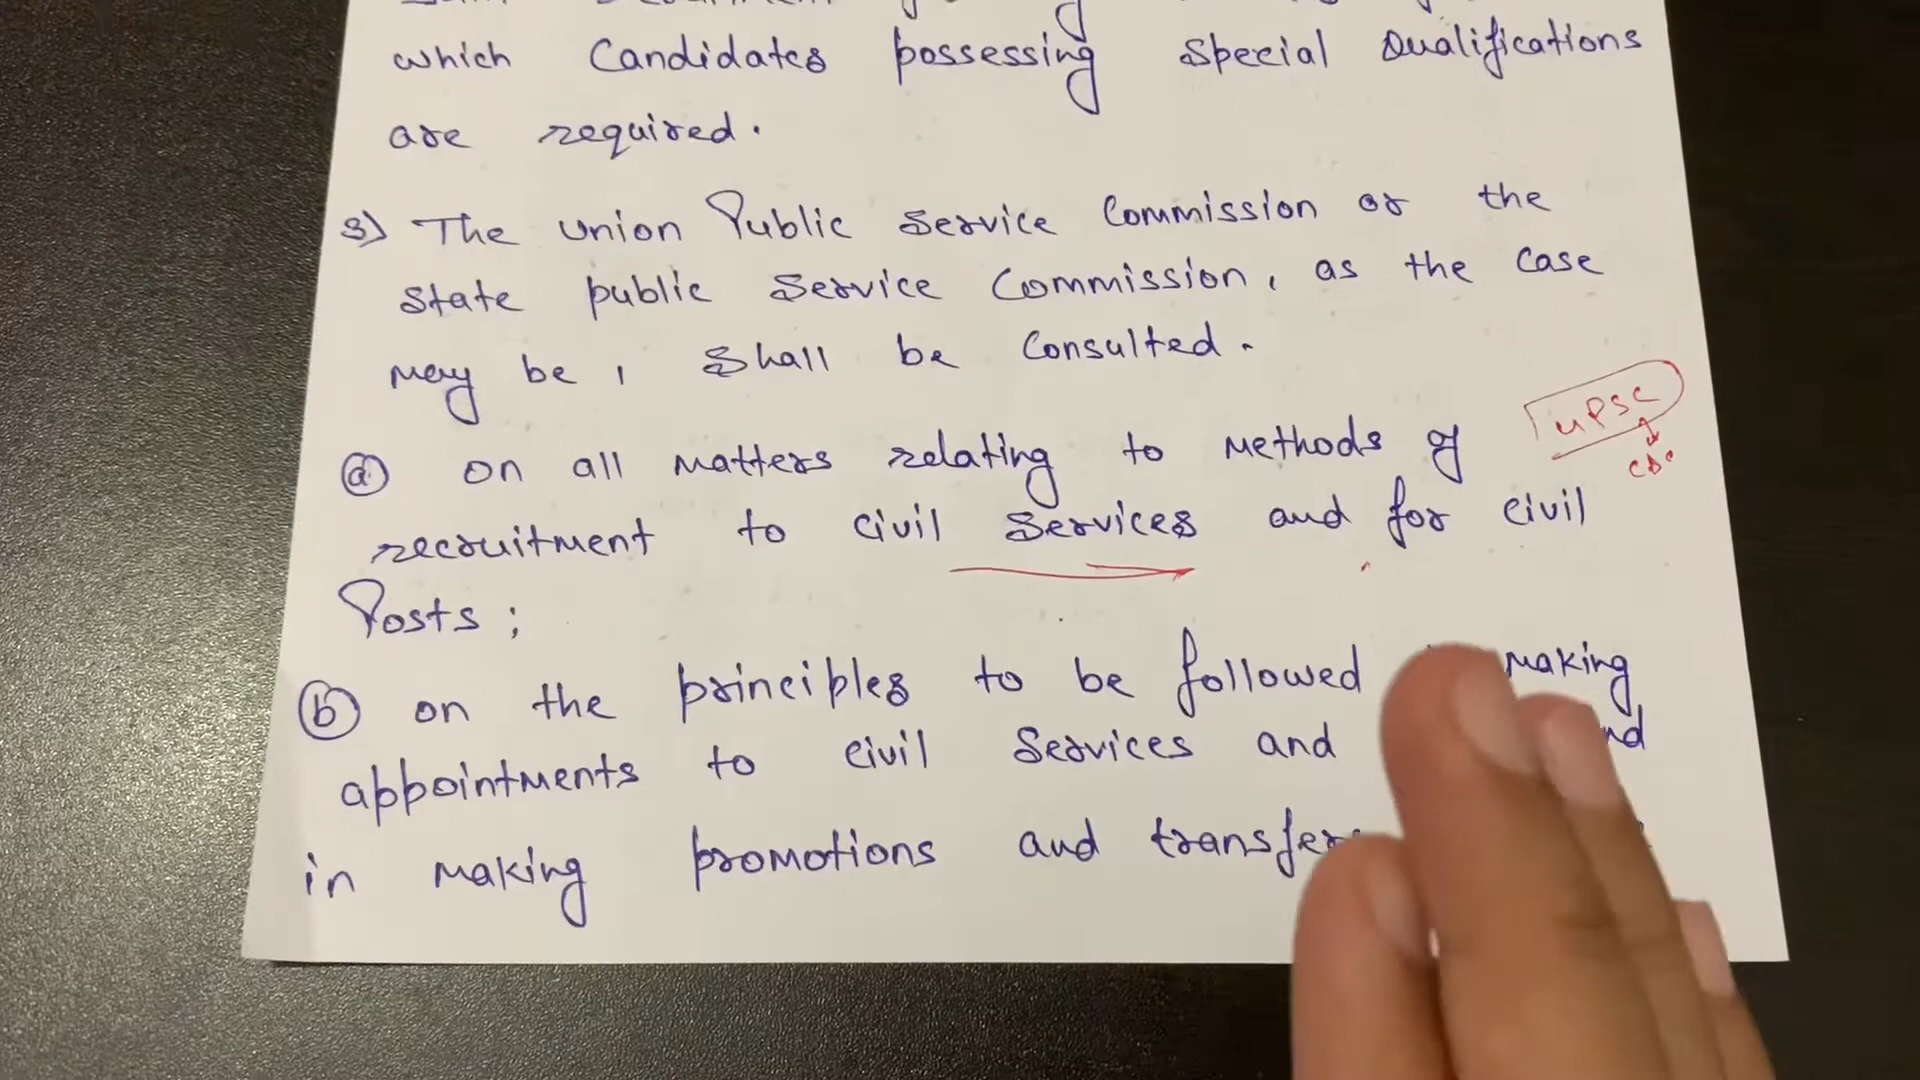 which Candidates possessing special Qualifications
are required.
3) The Union Public Service Commission or the
State public Service Commission, as the case
may be, Shall be Consulted.
(a) on all matters relating to methods of
recruitment to civil services and for civil
Posts;
(b) on the principles to be followed making
appointments to civil Services and
in making promotions and transfer
UPSC
CDS